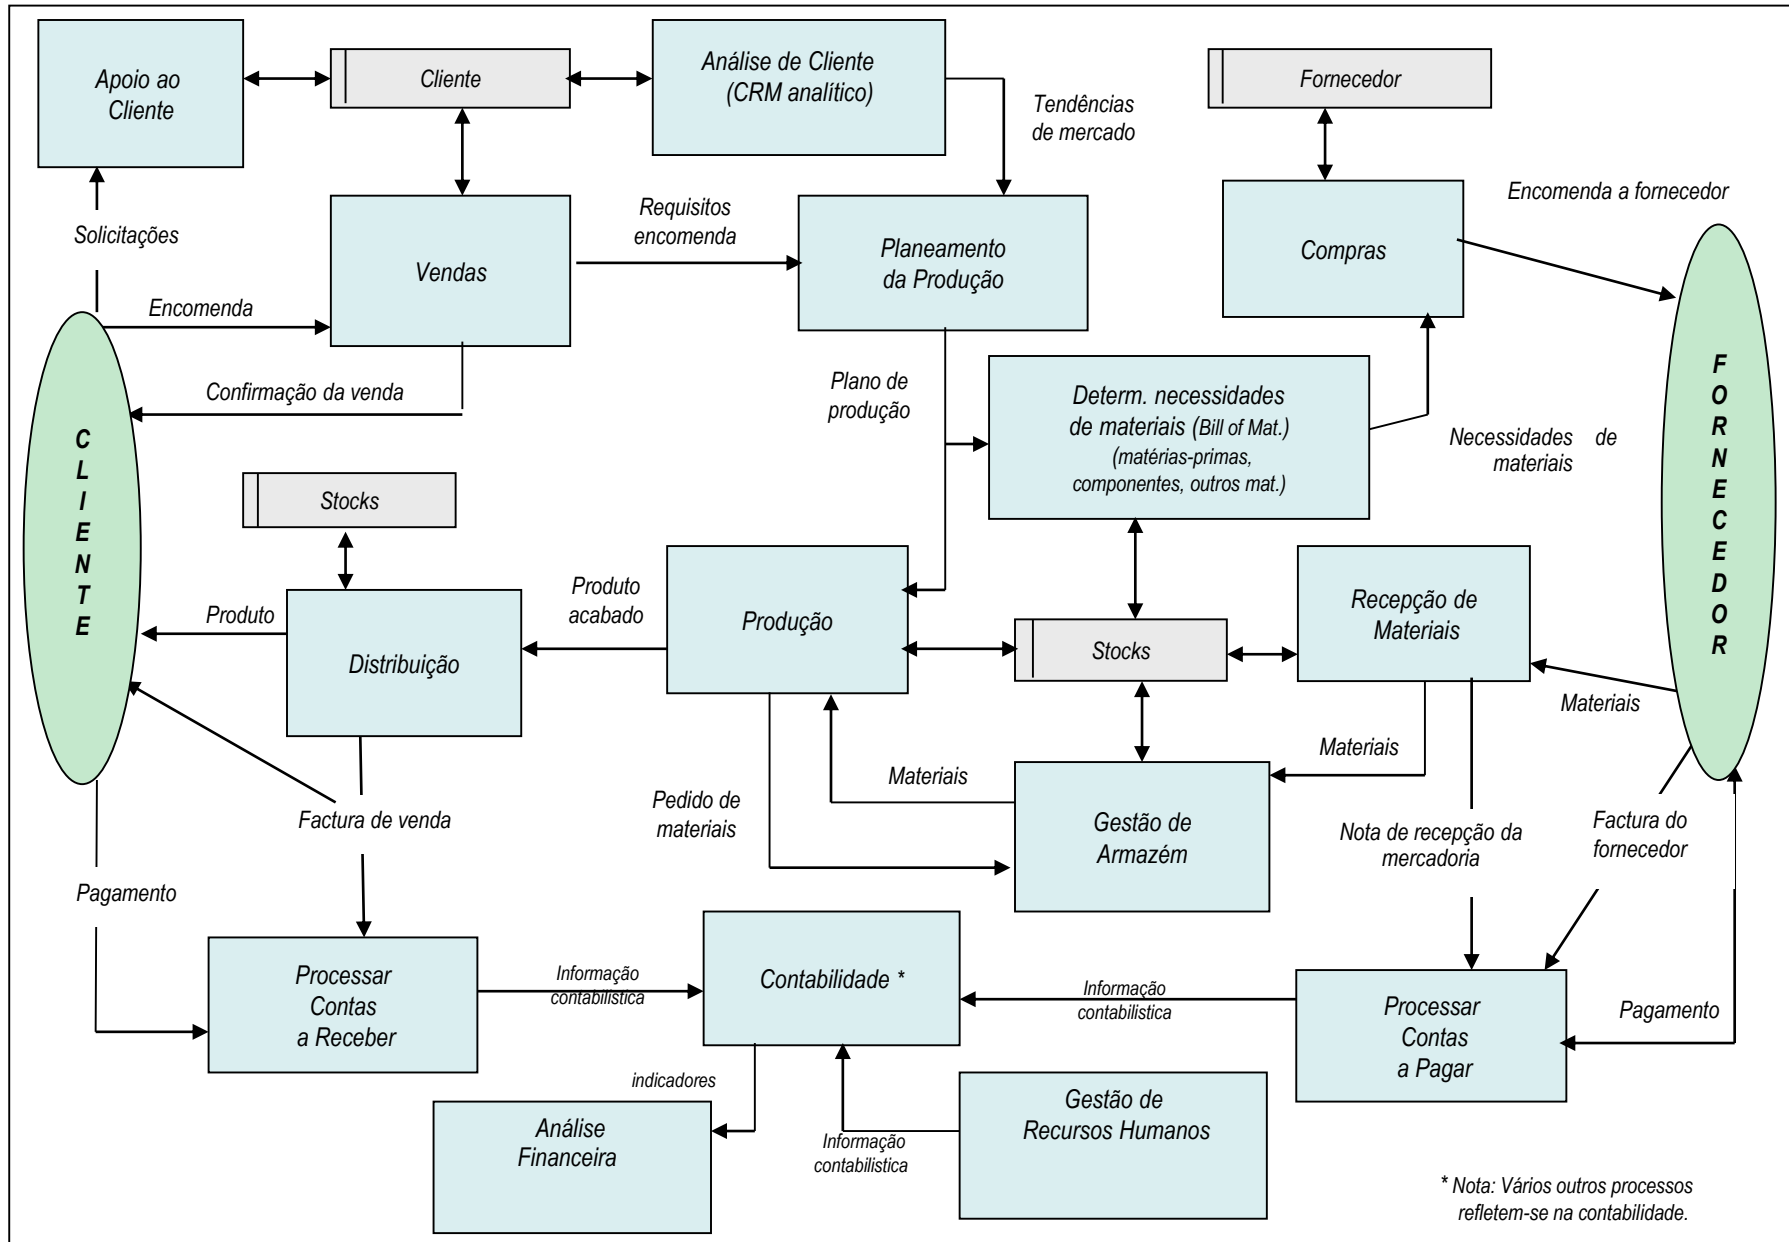 Apoio ao
Cliente
Cliente
Análise de Cliente
(CRM analítico)
Tendências
de mercado
Fornecedor
Solicitações
Vendas
Requisitos
encomenda
Planeamento
da Produção
Compras
Encomenda a fornecedor
Encomenda
Confirmação da venda
Plano de
produção
Determ. necessidades
de materiais (Bill of Mat.)
(matérias-primas,
componentes, outros mat.)
Necessidades de
materiais
C
L
I
E
N
T
E
F
O
R
N
E
C
E
D
O
R
Stocks
Produto
Distribuição
Produto
acabado
Produção
Stocks
Recepção de
Materiais
Materiais
Factura de venda
Pedido de
materiais
Materiais
Materiais
Gestão de
Armazém
Nota de recepção da
mercadoria
Factura do
fornecedor
Pagamento
Processar
Contas
a Receber
Informação
contabilistica
Contabilidade *
Informação
contabilistica
Processar
Contas
a Pagar
Pagamento
indicadores
Análise
Financeira
Informação
contabilistica
Gestão de
Recursos Humanos
* Nota: Vários outros processos
refletem-se na contabilidade.